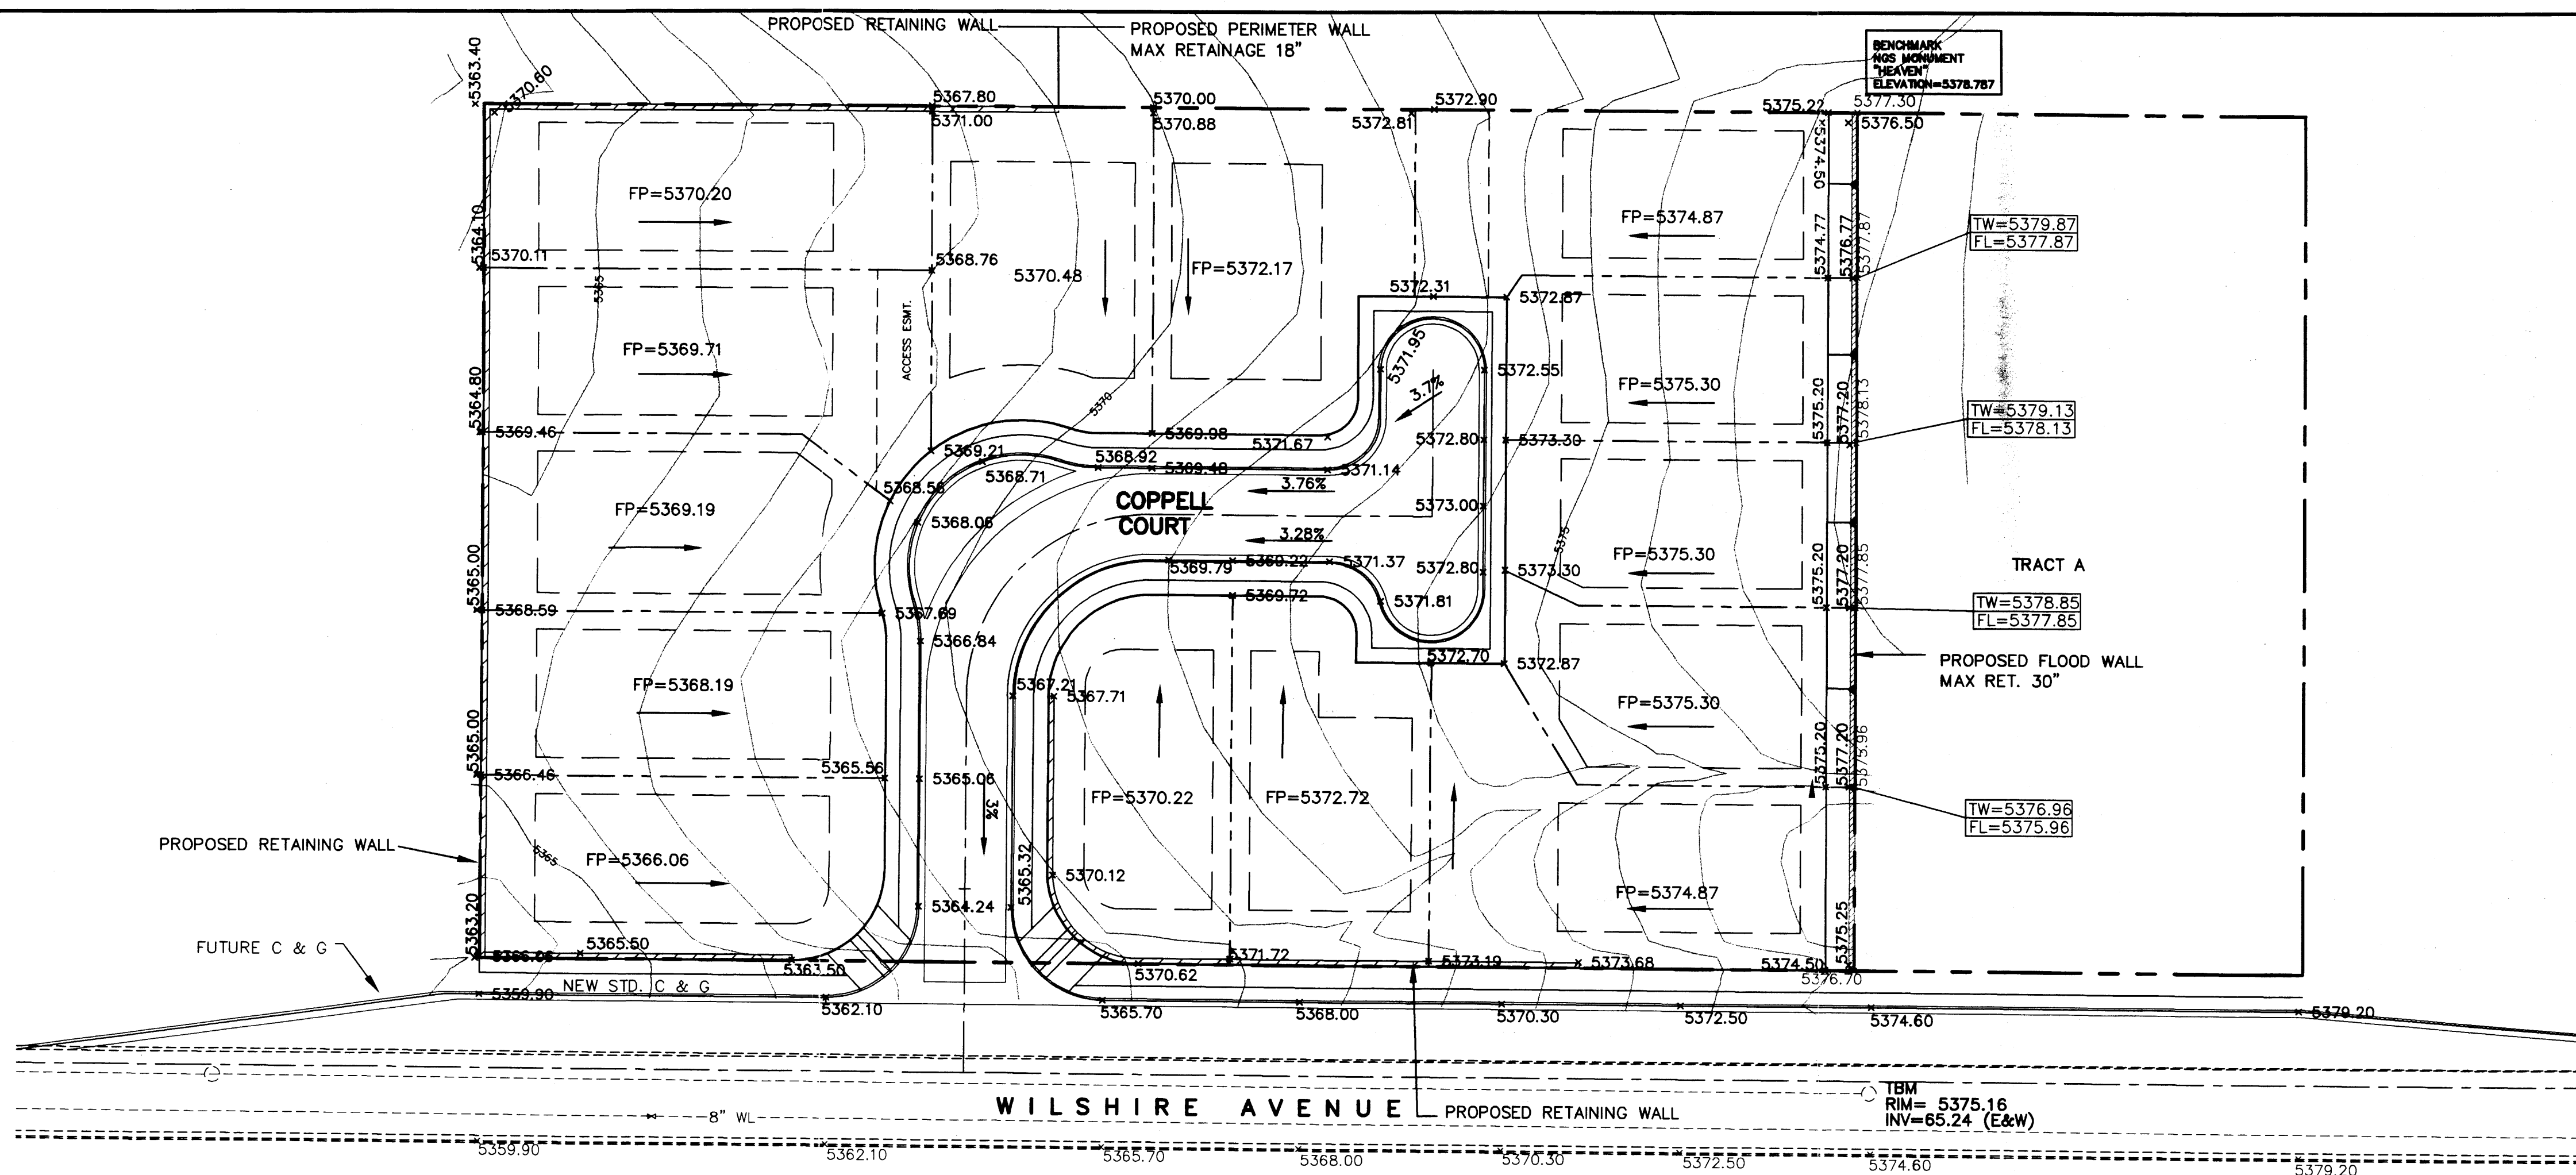 PROPOSED RETAINING WALL
PROPOSED PERIMETER WALL
MAX RETAINAGE 18"
BENCHMARK
NGS MONUMENT
"HEAVEN"
ELEVATION=5378.787
5363.40
5370.60
5367.80
5371.00
5370.00
5370.88
5372.90
5372.81
5375.22
5377.30
5376.50
5374.50
FP=5370.20
FP=5374.87
5364.10
5370.11
5368.76
5370.48
FP=5372.17
5374.77
5376.77
5377.87
TW=5379.87
FL=5377.87
5365
ACCESS ESMT.
5372.31
5372.87
FP=5369.71
5371.95
3.7%
5372.55
FP=5375.30
5364.80
5369.46
5370
5375.20
5377.20
5378.13
TW=5379.13
FL=5378.13
5369.21
5369.98
5371.67
5372.80
5373.30
5368.71
5368.92
5369.48
5371.14
3.76%
5368.56
5368.06
COPPELL
COURT
5373.00
FP=5369.19
3.28%
5375
FP=5375.30
5365.00
5368.59
5369.79
5369.22
5371.37
5372.80
5373.30
5375.20
5377.20
5377.85
TRACT A
TW=5378.85
FL=5377.85
5367.69
5366.84
5369.72
5371.81
5372.70
5372.87
PROPOSED FLOOD WALL
MAX RET. 30"
FP=5368.19
5367.21
5367.71
FP=5375.30
5365.00
5366.46
5365.56
5365.06
5375.20
5377.20
5375.96
3%
FP=5370.22
FP=5372.72
TW=5376.96
FL=5375.96
PROPOSED RETAINING WALL
5365
FP=5366.06
5365.32
5370.12
FP=5374.87
5363.20
5364.24
5375.25
FUTURE C & G
5365.50
5363.50
5370.62
5371.72
5373.19
5373.68
5374.50
5376.70
5359.90
NEW STD. C & G
5362.10
5365.70
5368.00
5370.30
5372.50
5374.60
5379.20
8" WL
WILSHIRE AVENUE
PROPOSED RETAINING WALL
TBM
RIM= 5375.16
INV=65.24 (E&W)
5359.90
5362.10
5365.70
5368.00
5370.30
5372.50
5374.60
5379.20